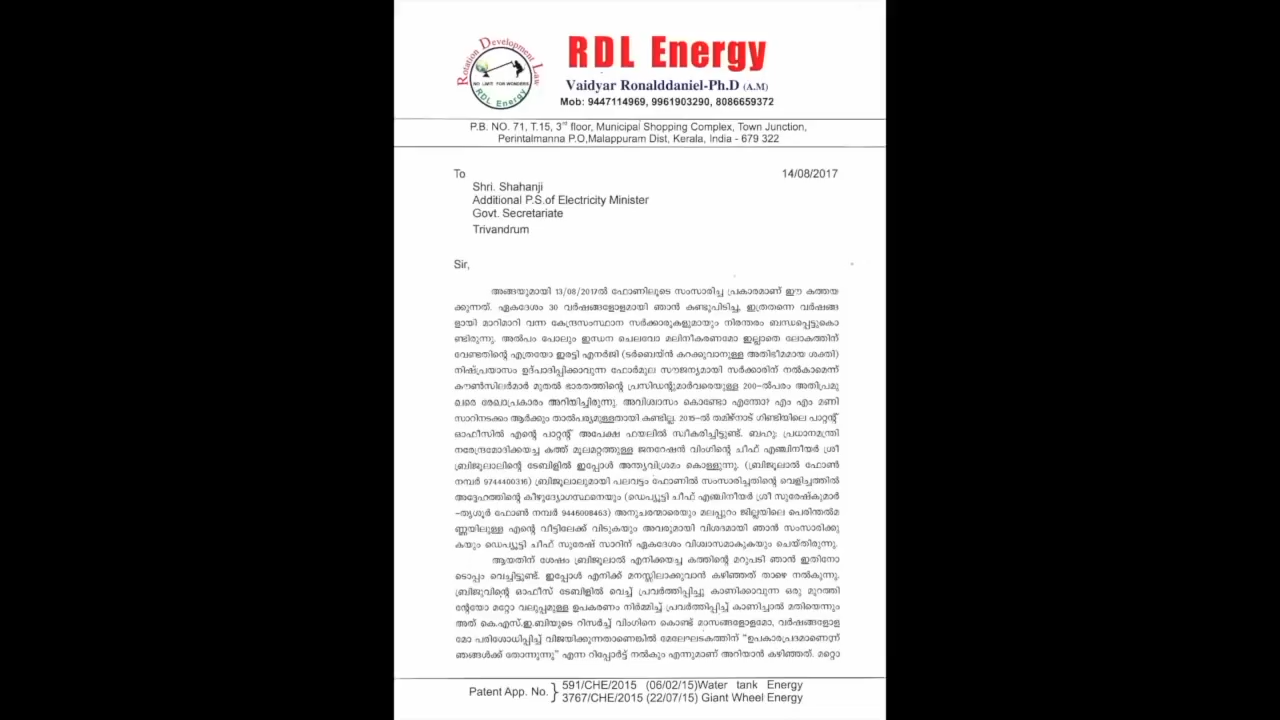 Rotation Development Law
NO LAKE FOR WONDERS
RDL Energy
RDL Energy
Vaidyar Ronalddaniel-Ph.D (A.M)
Mob: 9447114969, 9961903290, 8086659372
P.B. NO. 71, T.15, 3rd floor, Municipal Shopping Complex, Town Junction,
Perintalmanna P.O,Malappuram Dist, Kerala, India - 679 322
To 14/08/2017
Shri. Shahanji
Additional P.S.of Electricity Minister
Govt. Secretariate
Trivandrum
Sir,
അങ്ങയുമായി 13/08/2017ൽ ഫോണിലൂടെ സംസാരിച്ച പ്രകാരമാണ് ഈ കത്തയ
ക്കുന്നത്. ഏകദേശം 30 വർഷങ്ങളോളമായി ഞാൻ കണ്ടുപിടിച്ച, ഇത്രതന്നെ വർഷങ്ങ
ളായി മാറിമാറി വന്ന കേന്ദ്രസംസ്ഥാന സർക്കാരുകളുമായും നിരന്തരം ബന്ധപ്പെട്ടുകൊ
ണ്ടിരുന്നു. അൽപം പോലും ഇന്ധന ചെലവോ മലിനീകരണമോ ഇല്ലാതെ ലോകത്തിന്
വേണ്ടതിന്റെ എത്രയോ ഇരട്ടി എനർജി (ടർബെയ്ൻ കറക്കുവാനുള്ള അതിഭീമമായ ശക്തി)
നിഷ്പ്രയാസം ഉദ്പാദിപ്പിക്കാവുന്ന ഫോർമുല സൗജന്യമായി സർക്കാരിന് നൽകാമെന്ന്
കൗൺസിലർമാർ മുതൽ ഭാരതത്തിന്റെ പ്രസിഡന്റുമാർവരെയുള്ള 200-ൽപരം അതിപ്രമു
ഖരെ രേഖാപ്രകാരം അറിയിച്ചിരുന്നു. അവിശ്വാസം കൊണ്ടോ എന്തോ? എം എം മണി
സാറിനടക്കം ആർക്കും താൽപര്യമുള്ളതായി കണ്ടില്ല. 2015-ൽ തമിഴ്നാട് ഗിണ്ടിയിലെ പാറ്റന്റ്
ഓഫീസിൽ എന്റെ പാറ്റന്റ് അപേക്ഷ ഫയലിൽ സ്വീകരിച്ചിട്ടുണ്ട്. ബഹു: പ്രധാനമന്ത്രി
നരേന്ദ്രമോദിക്കയച്ച കത്ത് മൂലമറ്റത്തുള്ള ജനറേഷൻ വിംഗിന്റെ ചീഫ് എഞ്ചിനീയർ ശ്രീ
ബ്രിജുലാലിന്റെ ടേബിളിൽ ഇപ്പോൾ അന്ത്യവിശ്രമം കൊള്ളുന്നു. (ബ്രിജുലാൽ ഫോൺ
നമ്പർ 9744400316) ബ്രിജുലാലുമായി പലവട്ടം ഫോണിൽ സംസാരിച്ചതിന്റെ വെളിച്ചത്തിൽ
അദ്ദേഹത്തിന്റെ കീഴുദ്യോഗസ്ഥനെയും (ഡെപ്യൂട്ടി ചീഫ് എഞ്ചിനീയർ ശ്രീ സുരേഷ്കുമാർ
-തൃശൂർ ഫോൺ നമ്പർ 9446008463) അനുചരന്മാരെയും മലപ്പുറം ജില്ലയിലെ പെരിന്തൽമ
ണ്ണയിലുള്ള എന്റെ വീട്ടിലേക്ക് വിടുകയും അവരുമായി വിശദമായി ഞാൻ സംസാരിക്കു
കയും ഡെപ്യൂട്ടി ചീഫ് സുരേഷ് സാറിന് ഏകദേശം വിശ്വാസമാകുകയും ചെയ്തിരുന്നു.
ആയതിന് ശേഷം ബ്രിജുലാൽ എനിക്കയച്ച കത്തിന്റെ മറുപടി ഞാൻ ഇതിനോ
ടൊപ്പം വെച്ചിട്ടുണ്ട്. ഇപ്പോൾ എനിക്ക് മനസ്സിലാക്കുവാൻ കഴിഞ്ഞത് താഴെ നൽകുന്നു.
ബ്രിജുവിന്റെ ഓഫീസ് ടേബിളിൽ വെച്ച് പ്രവർത്തിപ്പിച്ചു കാണിക്കാവുന്ന ഒരു മുറത്തി
ന്റേയോ മറ്റോ വലുപ്പമുള്ള ഉപകരണം നിർമ്മിച്ച് പ്രവർത്തിപ്പിച്ച് കാണിച്ചാൽ മതിയെന്നും
അത് കെ.എസ്.ഇ.ബിയുടെ റിസർച്ച് വിംഗിനെ കൊണ്ട് മാസങ്ങളോളമോ, വർഷങ്ങളോള
മോ പരിശോധിപ്പിച്ച് വിജയിക്കുന്നതാണെങ്കിൽ മേലേഘടകത്തിന് "ഉപകാരപ്രദമാണെന്ന്
ഞങ്ങൾക്ക് തോന്നുന്നു" എന്ന റിപ്പോർട്ട് നൽകും എന്നുമാണ് അറിയാൻ കഴിഞ്ഞത്. മറ്റൊ
Patent App. No. } 591/CHE/2015 (06/02/15)Water tank Energy
3767/CHE/2015 (22/07/15) Giant Wheel Energy